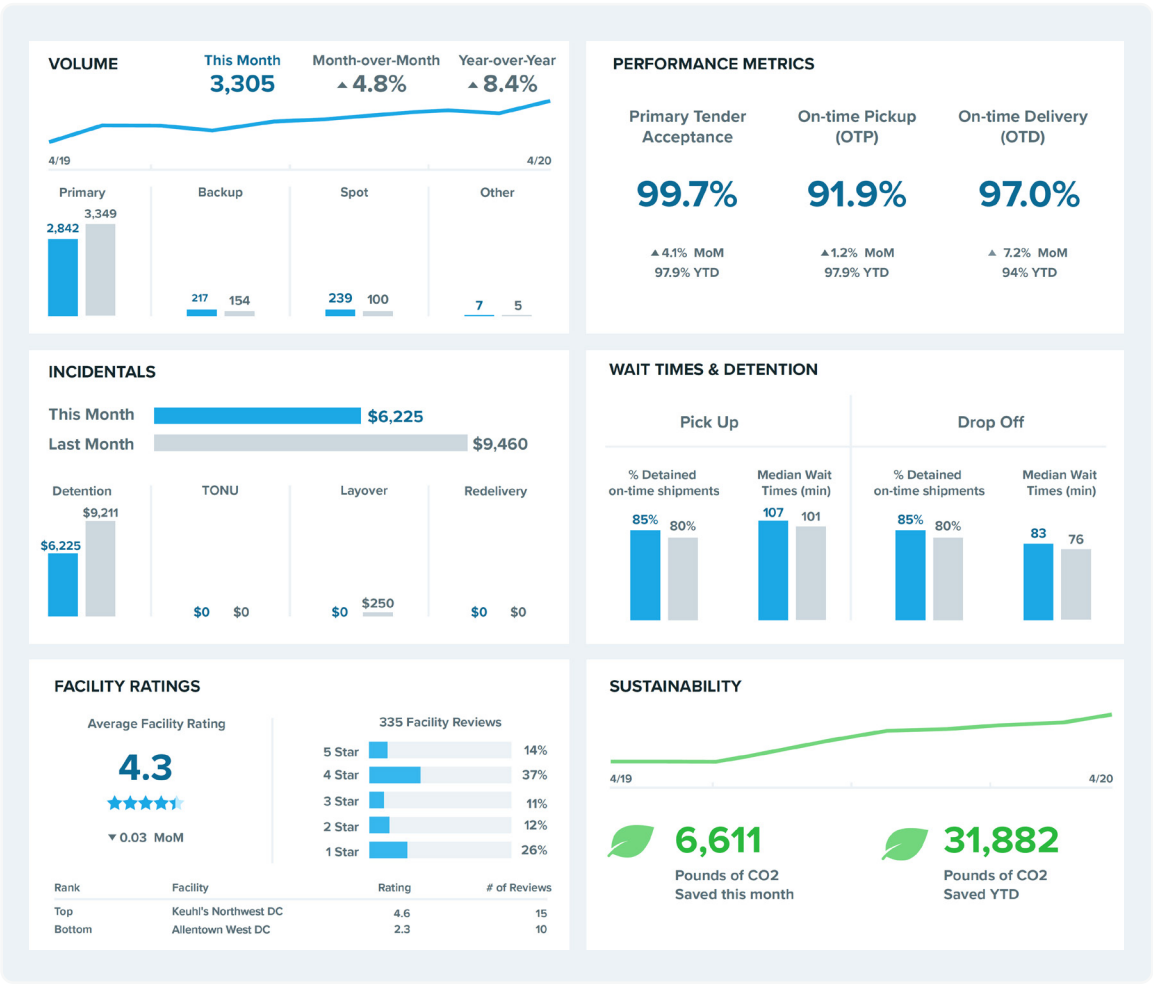 VOLUME
This Month
Month-over-Month
Year-over-Year
3,305
4.8%
8.4%
4/19
4/20
Primary
Backup
Spot
Other
2,842
3,349
217
154
239
100
7
5
PERFORMANCE METRICS
Primary Tender
Acceptance
On-time Pickup
(OTP)
On-time Delivery
(OTD)
99.7%
91.9%
97.0%
4.1% MoM
1.2% MoM
7.2% MoM
97.9% YTD
97.9% YTD
94% YTD
INCIDENTALS
This Month
$6,225
Last Month
$9,460
Detention
TONU
Layover
Redelivery
$6,225
$9,211
$0
$0
$0
$250
$0
$0
WAIT TIMES & DETENTION
Pick Up
Drop Off
% Detained
on-time shipments
Median Wait
Times (min)
% Detained
on-time shipments
Median Wait
Times (min)
85%
80%
107
101
85%
80%
83
76
FACILITY RATINGS
Average Facility Rating
4.3
0.03 MoM
335 Facility Reviews
5 Star
14%
4 Star
37%
3 Star
11%
2 Star
12%
1 Star
26%
Rank
Facility
Rating
# of Reviews
Top
Keuhl's Northwest DC
4.6
15
Bottom
Allentown West DC
2.3
10
SUSTAINABILITY
4/19
4/20
6,611
Pounds of CO2
Saved this month
31,882
Pounds of CO2
Saved YTD